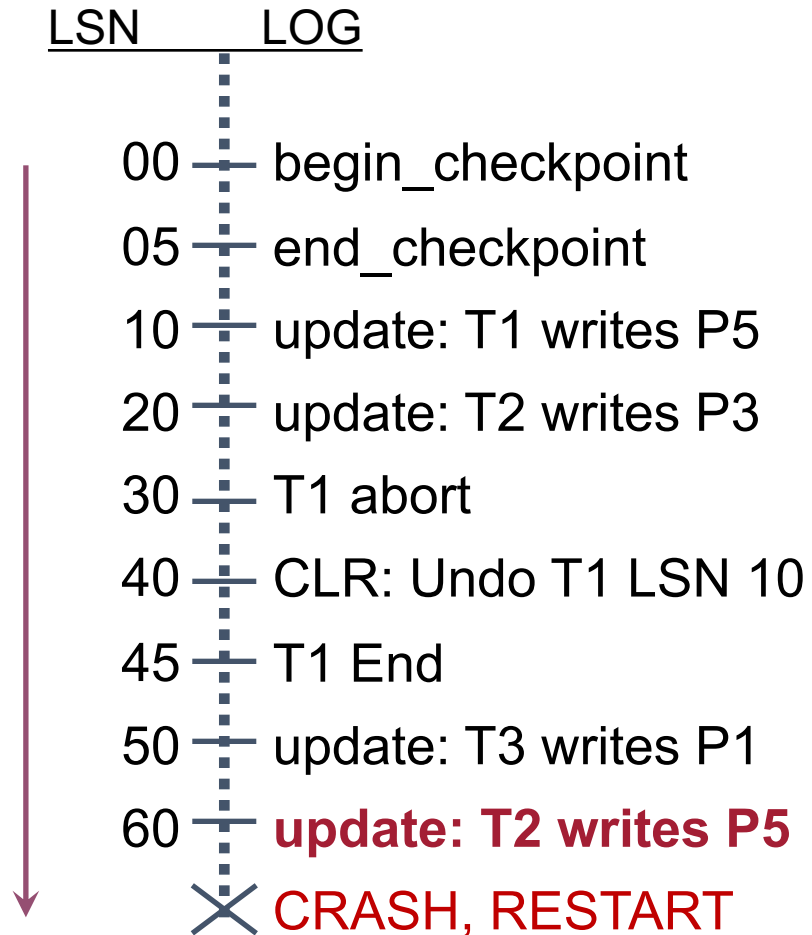 LSN LOG
00 begin_checkpoint
05 end_checkpoint
10 update: T1 writes P5
20 update: T2 writes P3
30 T1 abort
40 CLR: Undo T1 LSN 10
45 T1 End
50 update: T3 writes P1
60 update: T2 writes P5
CRASH, RESTART